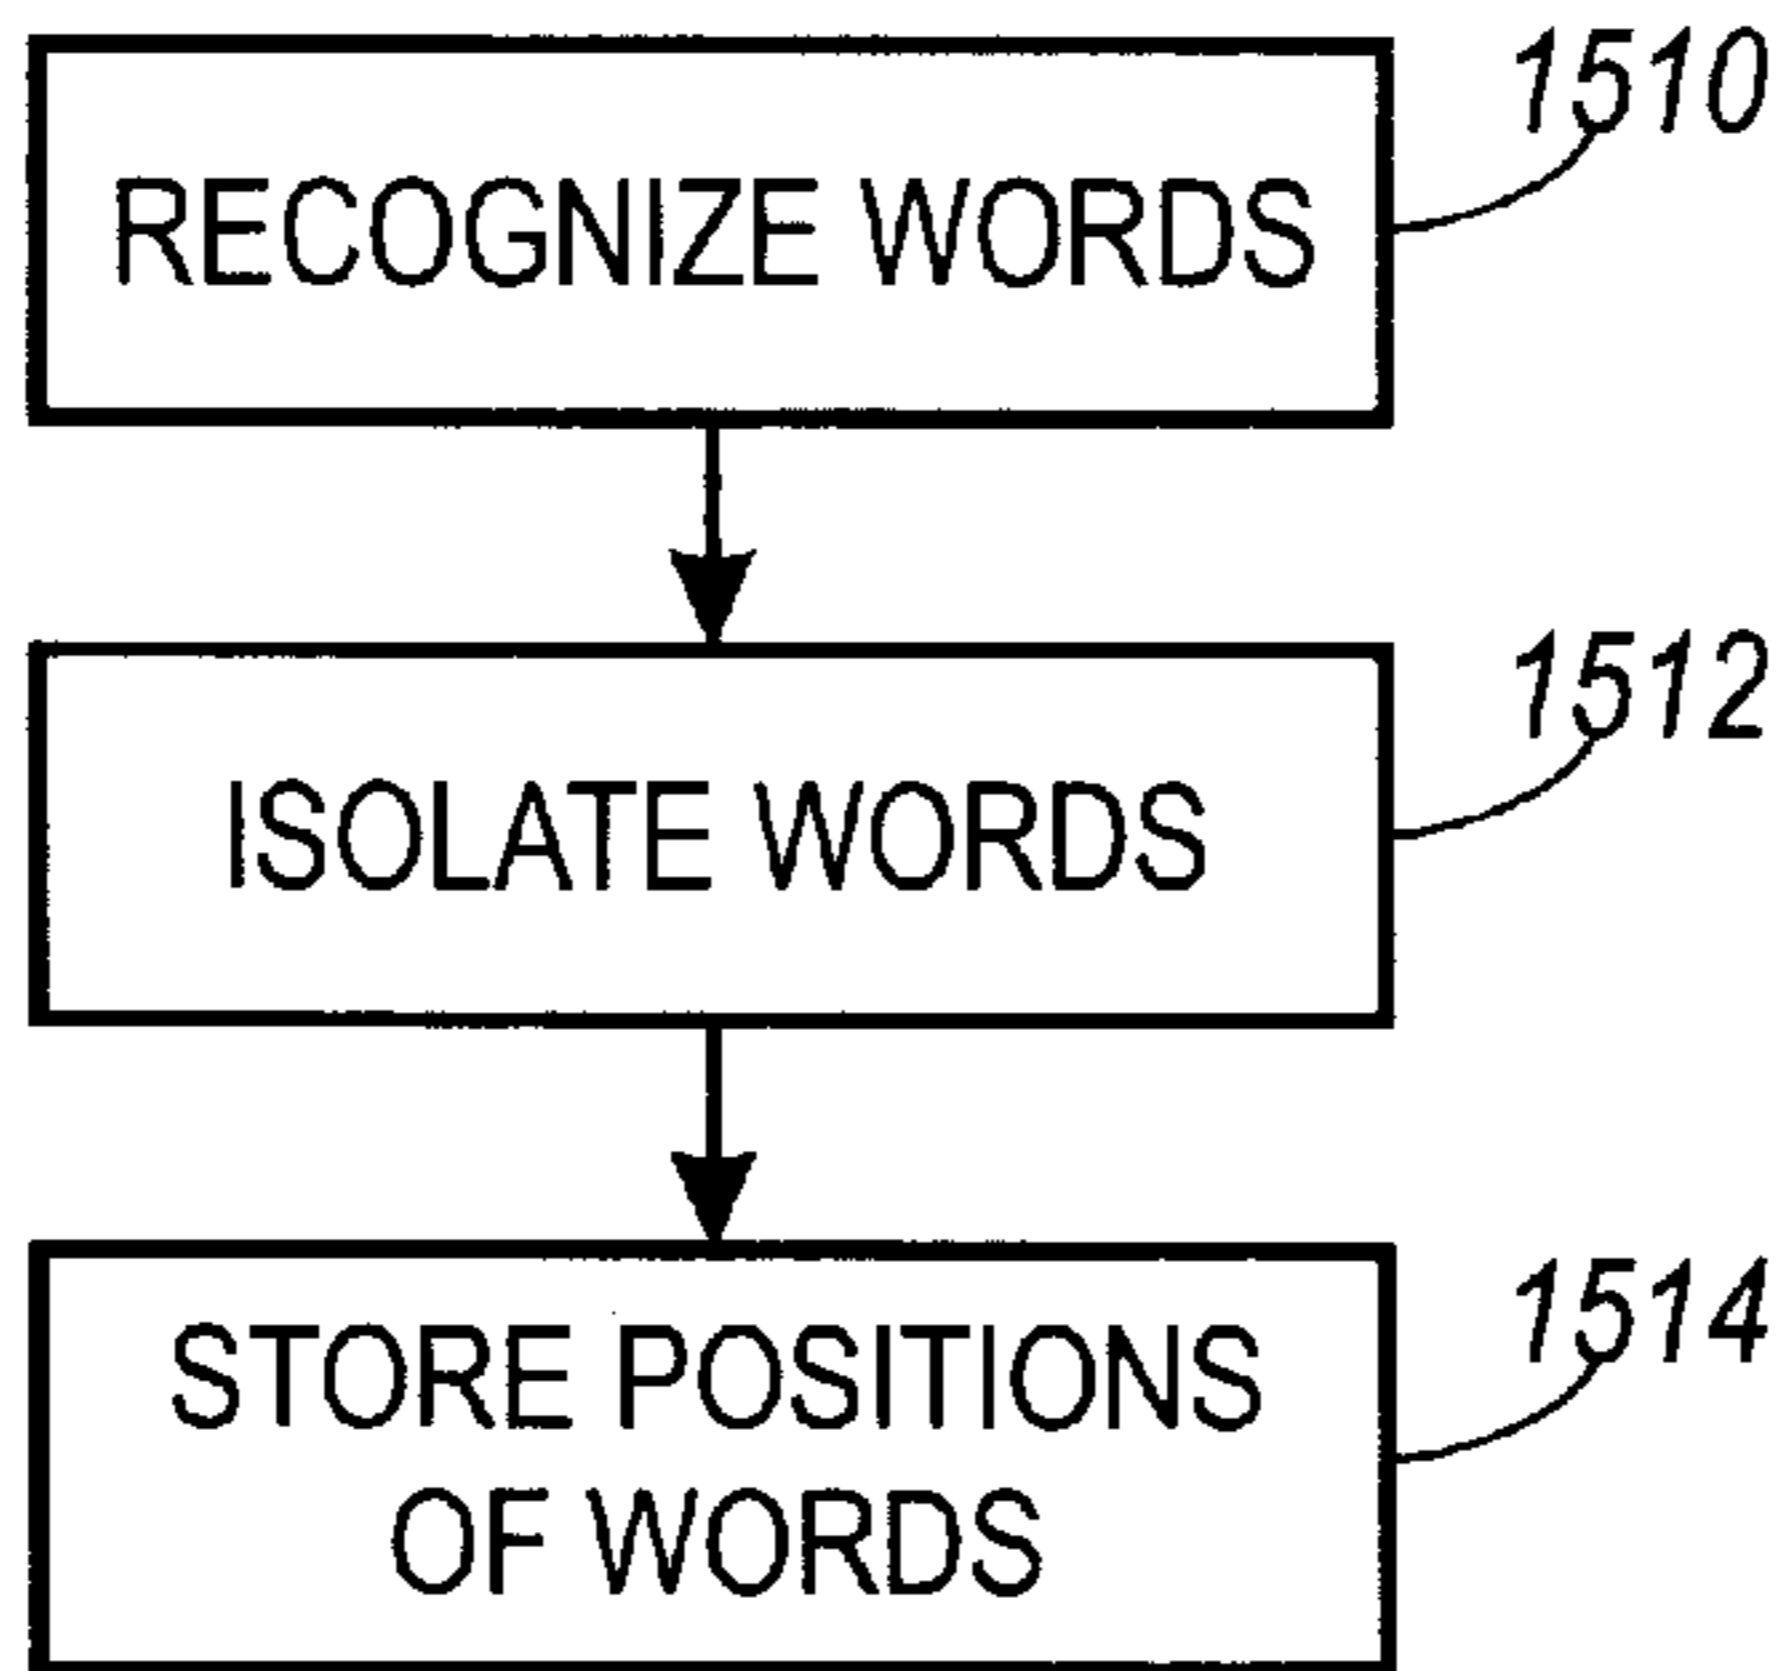 1510
RECOGNIZE WORDS
1512
ISOLATE WORDS
1514
STORE POSITIONS
OF WORDS